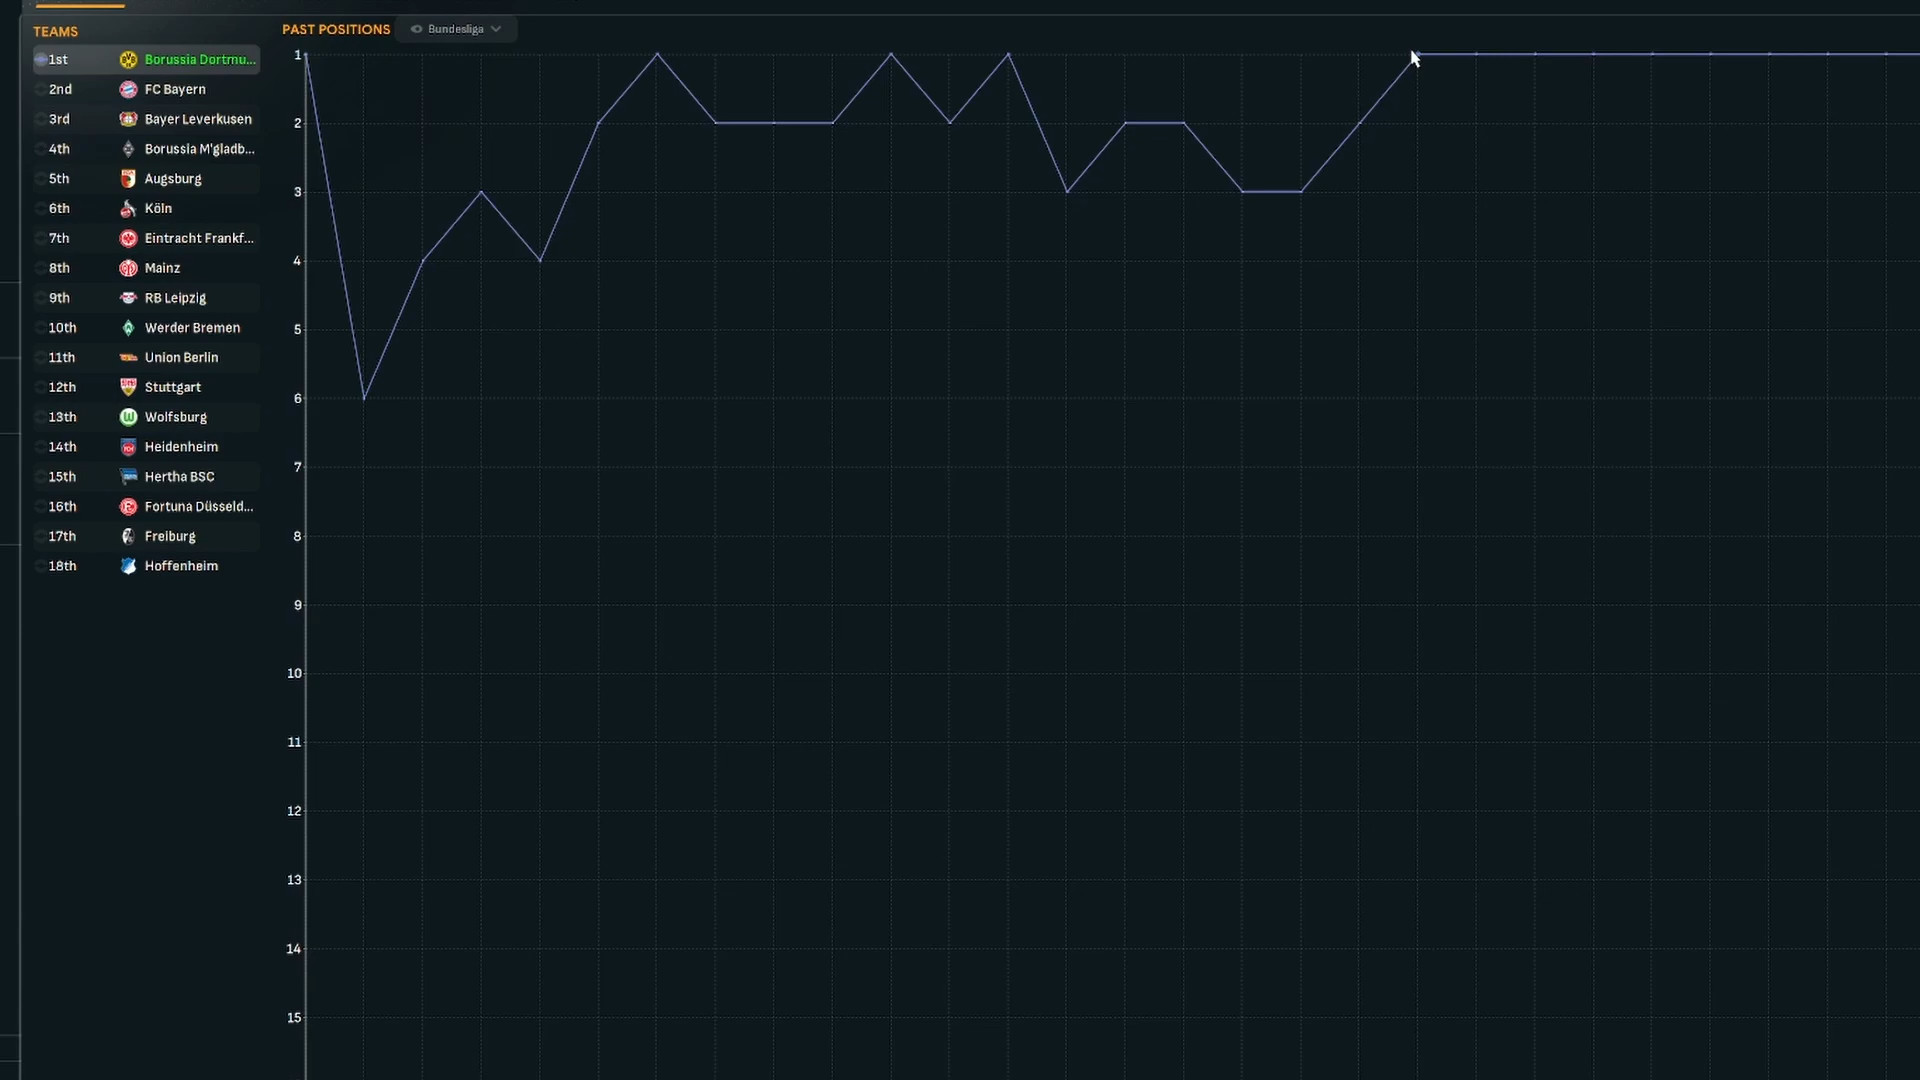 TEAMS
1st Borussia Dortmu...
2nd FC Bayern
3rd Bayer Leverkusen
4th Borussia M'gladb...
5th Augsburg
6th Köln
7th Eintracht Frankf...
8th Mainz
9th RB Leipzig
10th Werder Bremen
11th Union Berlin
12th Stuttgart
13th Wolfsburg
14th Heidenheim
15th Hertha BSC
16th Fortuna Düsseld...
17th Freiburg
18th Hoffenheim
PAST POSITIONS Bundesliga
1
2
3
4
5
6
7
8
9
10
11
12
13
14
15